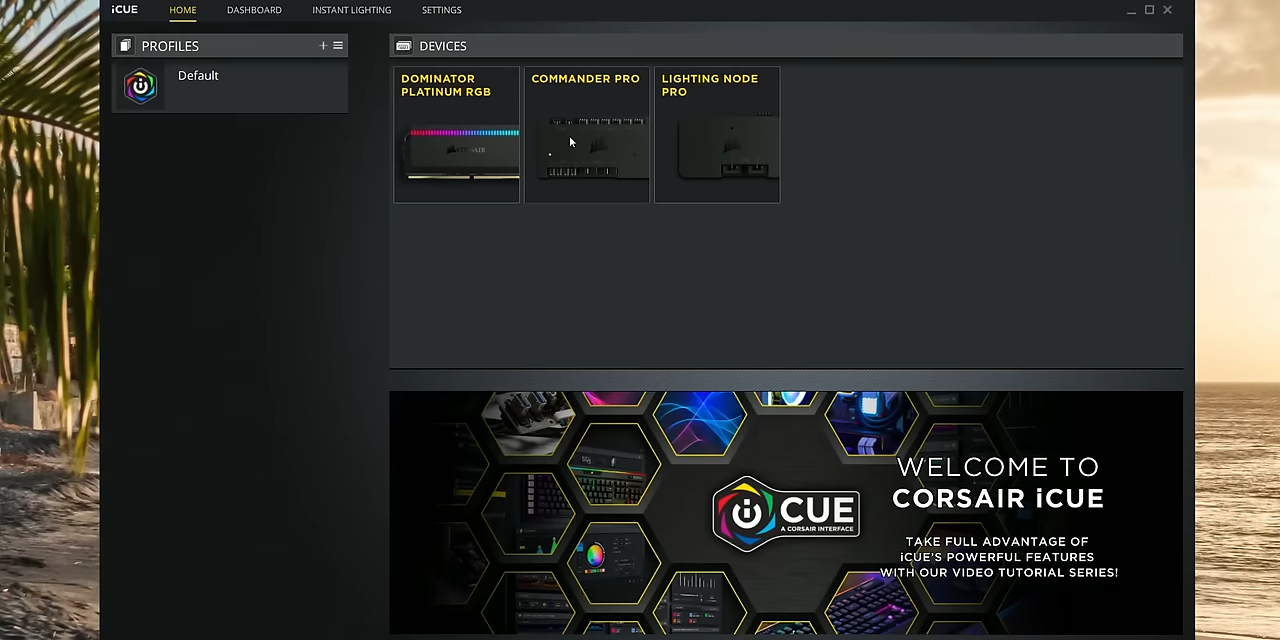 iCUE
HOME
DASHBOARD
INSTANT LIGHTING
SETTINGS
PROFILES
Default
DEVICES
DOMINATOR
PLATINUM RGB
COMMANDER PRO
LIGHTING NODE
PRO
CORSAIR
CUE
A CORSAIR INTERFACE
WELCOME TO
CORSAIR iCUE
TAKE FULL ADVANTAGE OF
iCUE'S POWERFUL FEATURES
WITH OUR VIDEO TUTORIAL SERIES!